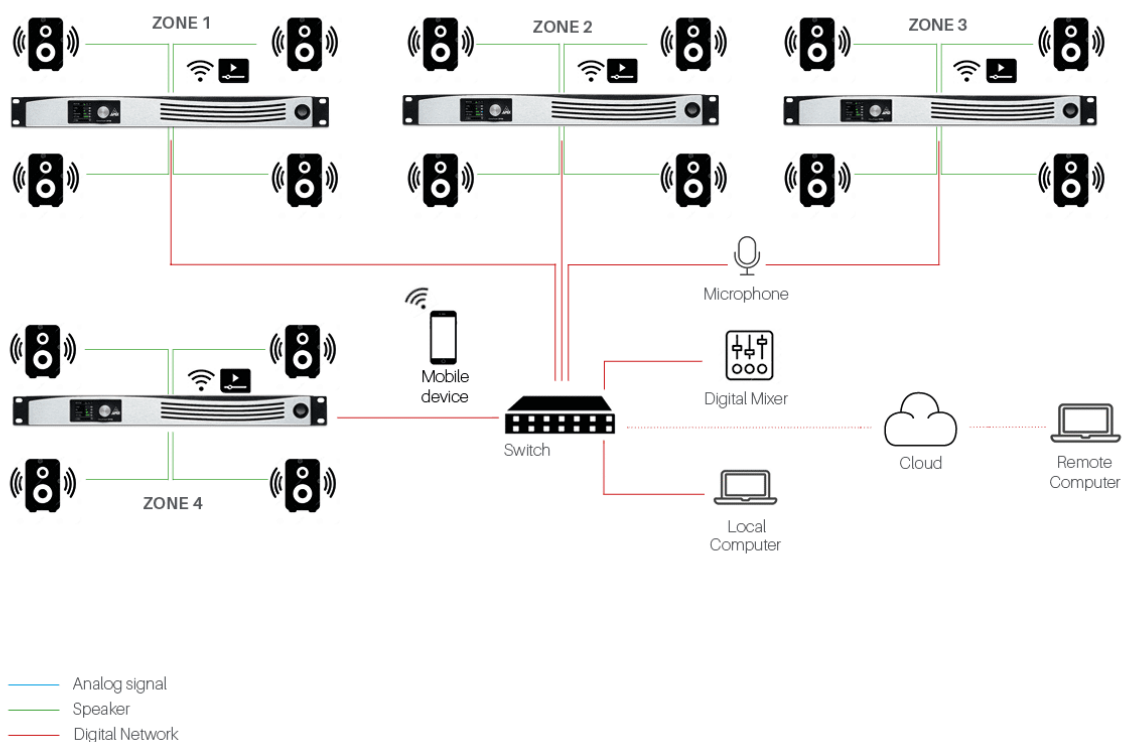 ZONE 1
ZONE 2
ZONE 3
Microphone
Mobile
device
Digital Mixer
Switch
Cloud
Remote
Computer
ZONE 4
Local
Computer
Analog signal
Speaker
Digital Network